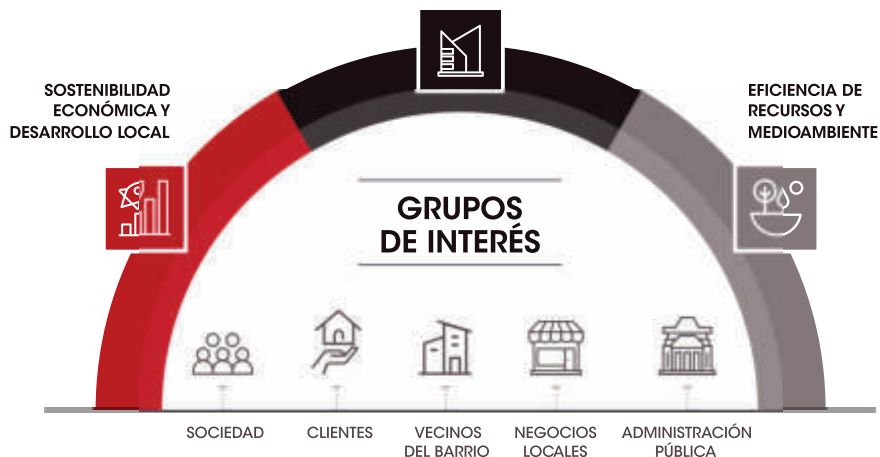 SOSTENIBILIDAD
ECONÓMICA Y
DESARROLLO LOCAL
EFICIENCIA DE
RECURSOS Y
MEDIOAMBIENTE
GRUPOS
DE INTERÉS
SOCIEDAD
CLIENTES
VECINOS
DEL BARRIO
NEGOCIOS
LOCALES
ADMINISTRACIÓN
PÚBLICA